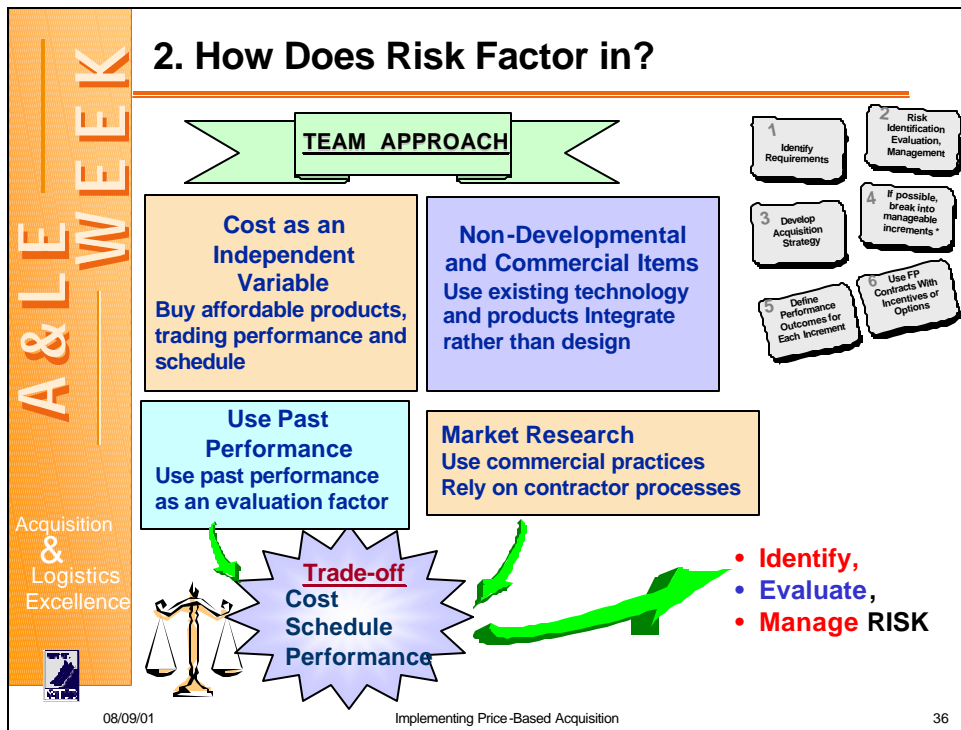 2. How Does Risk Factor in?
A & L E
W E E K
Acquisition
&
Logistics
Excellence
TEAM APPROACH
1
Identify
Requirements
2
Risk
Identification
Evaluation,
Management
3
Develop
Acquisition
Strategy
4
If possible,
break into
manageable
increments *
5
Define
Performance
Outcomes for
Each Increment
6
Use FP
Contracts With
Incentives or
Options
Cost as an
Independent
Variable
Buy affordable products,
trading performance and
schedule
Non-Developmental
and Commercial Items
Use existing technology
and products Integrate
rather than design
Use Past
Performance
Use past performance
as an evaluation factor
Market Research
Use commercial practices
Rely on contractor processes
Trade-off
Cost
Schedule
Performance
• Identify,
• Evaluate,
• Manage RISK
08/09/01
Implementing Price-Based Acquisition
36